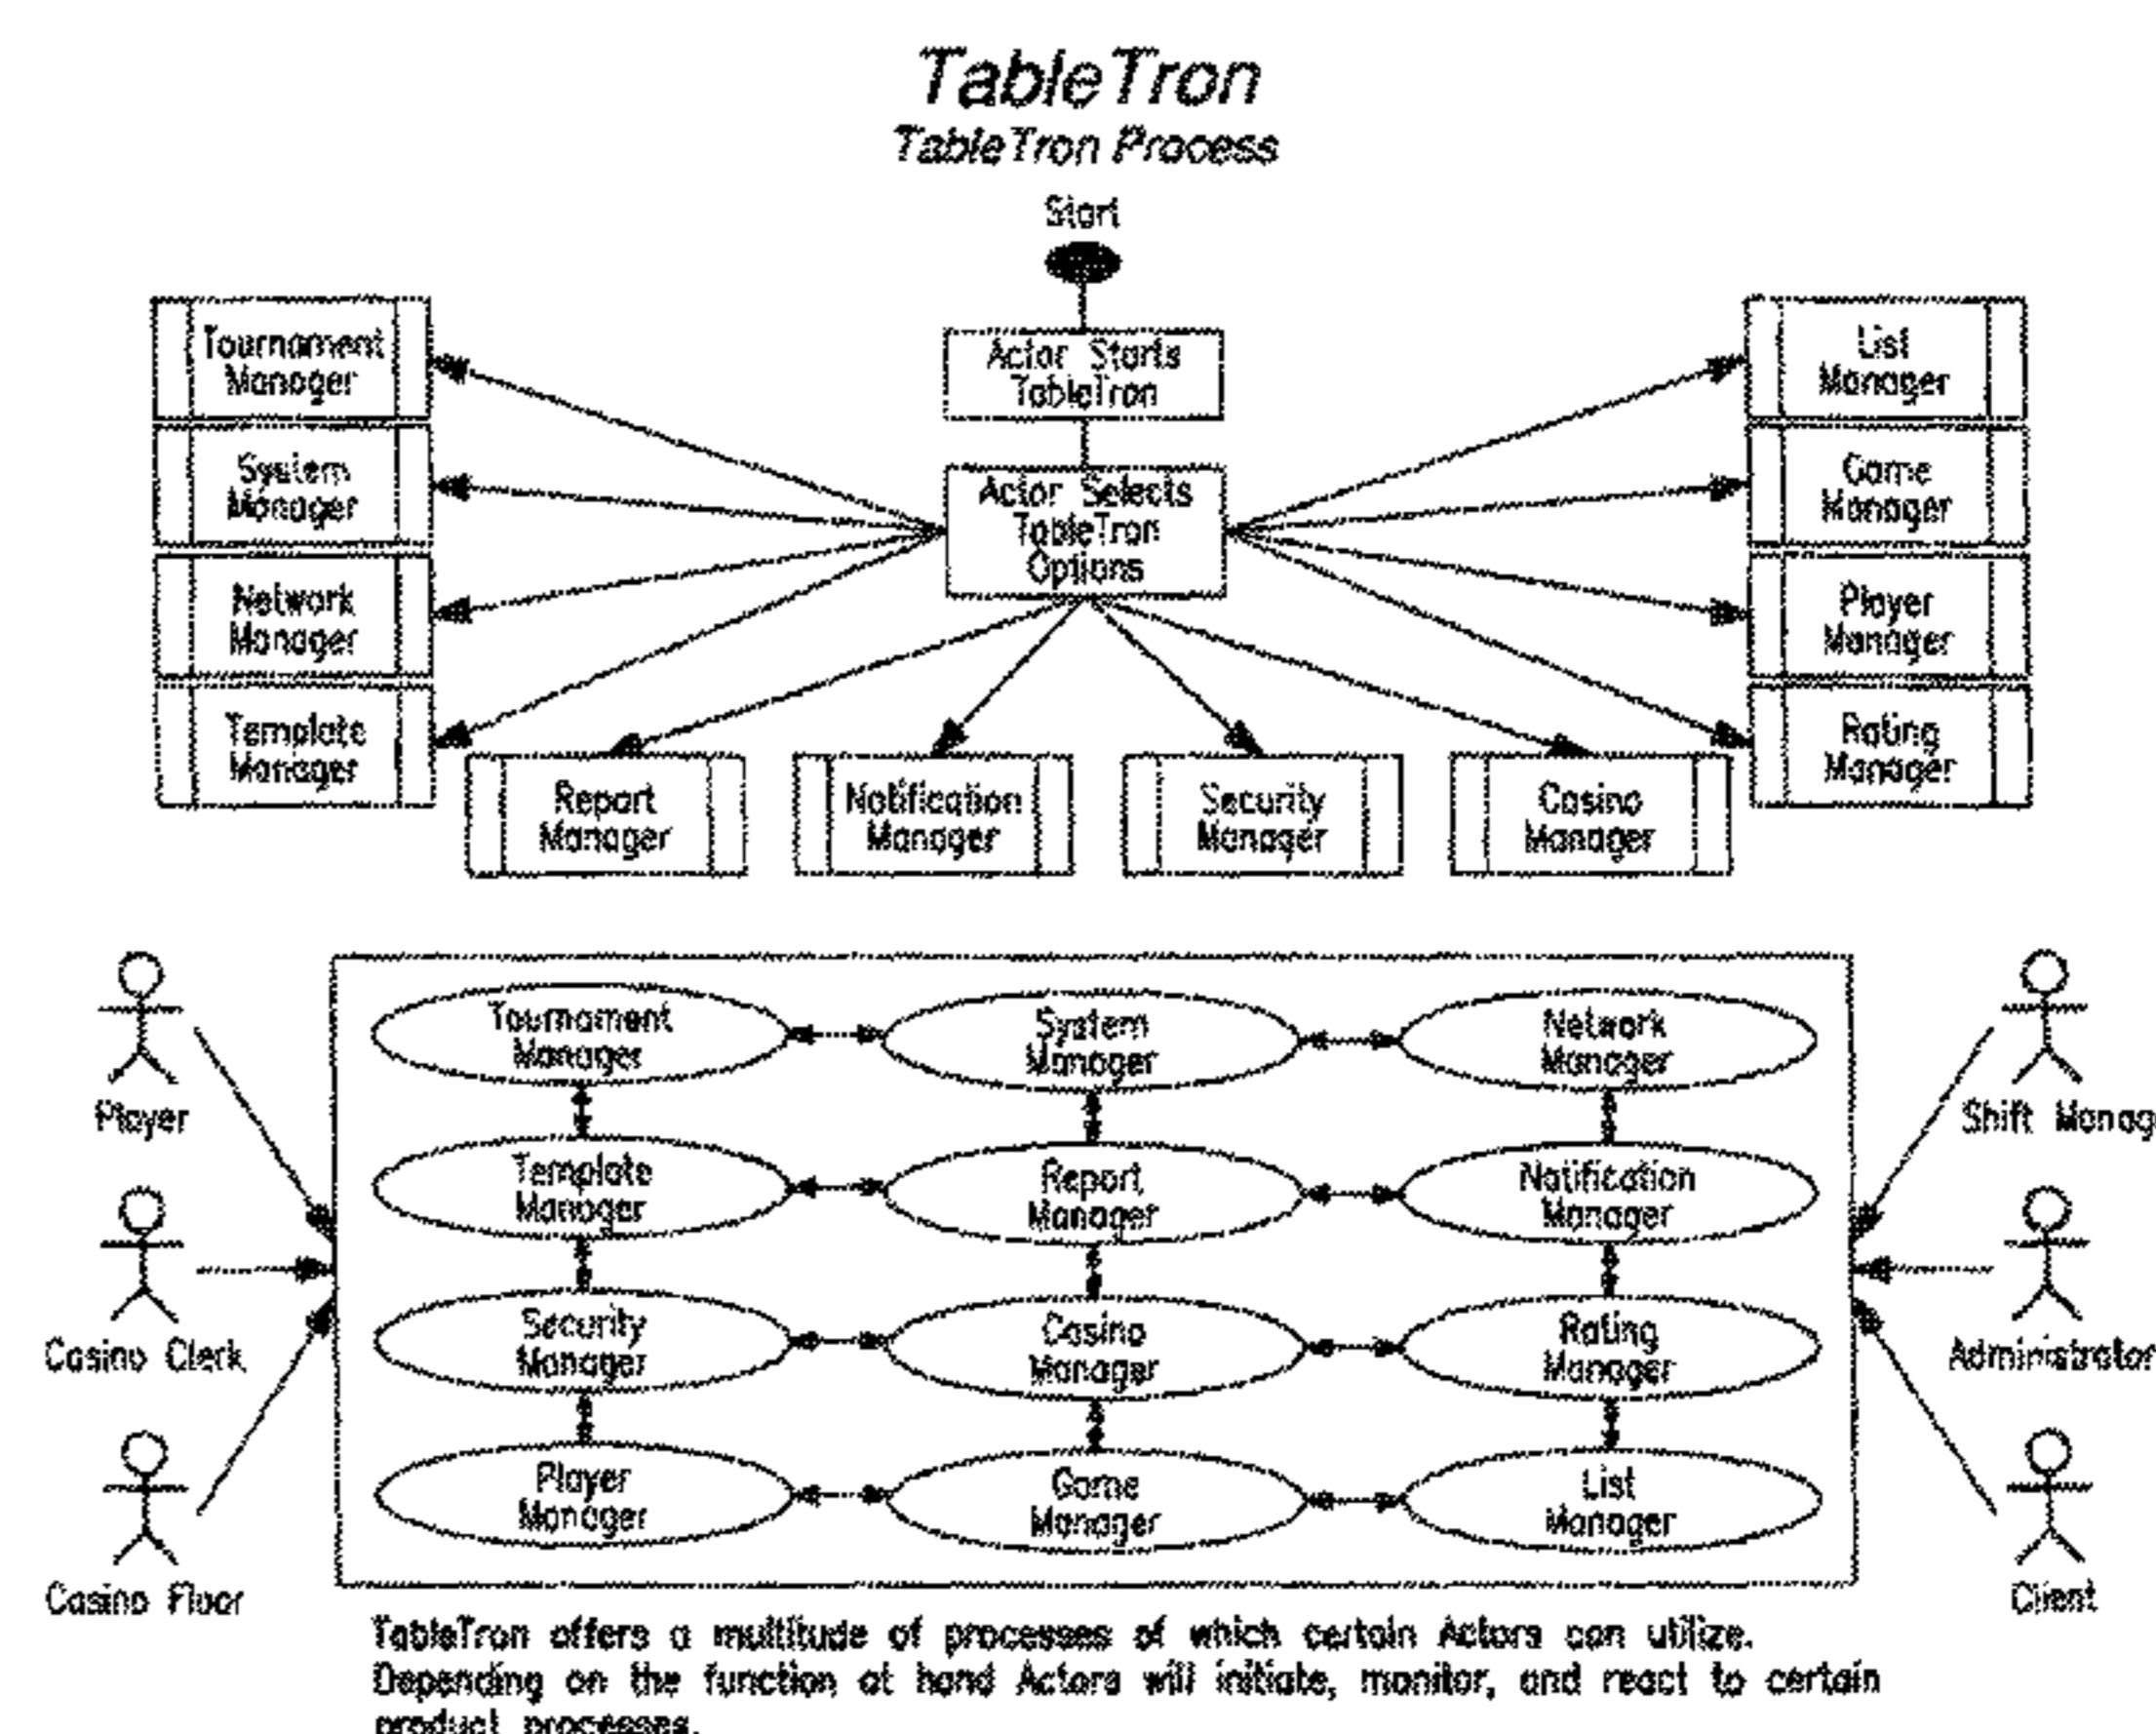 TableTron
TableTron Process
Start
Actor Starts
TableTron
Actor Selects
TableTron
Options
Tournament
Manager
System
Manager
Network
Manager
Template
Manager
Report
Manager
Notification
Manager
Security
Manager
Casino
Manager
List
Manager
Game
Manager
Player
Manager
Rating
Manager
Player
Casino Clerk
Casino Floor
Tournament
Manager
System
Manager
Network
Manager
Template
Manager
Report
Manager
Notification
Manager
Security
Manager
Casino
Manager
Rating
Manager
Player
Manager
Game
Manager
List
Manager
Shift Manag
Administrator
Client
TableTron offers a multitude of processes of which certain Actors can utilize.
Depending on the function at hand Actors will initiate, monitor, and react to certain
product processes.